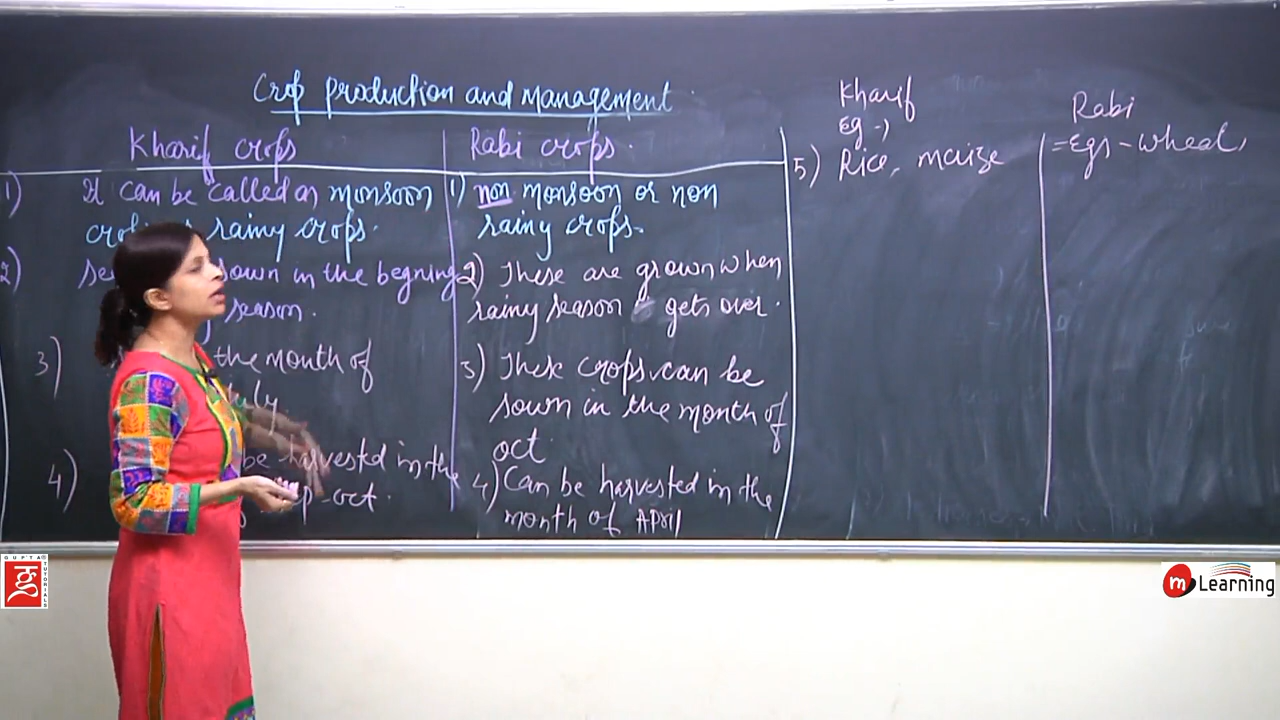 Crop production and management
Kharif crops
1) It can be called as monsoon
rainy crops.
2) sown in the begning
season.
3) the month of
4) be harvested in the
oct.
Rabi crops.
1) non monsoon or non
rainy crops.
2) These are grown when
rainy season gets over.
3) These crops can be
sown in the month of
oct
4) Can be harvested in the
month of April
Kharif
Eg →
5) Rice, maize
Rabi
=Egs - wheat,
GUPTA
TUTORIALS
m Learning